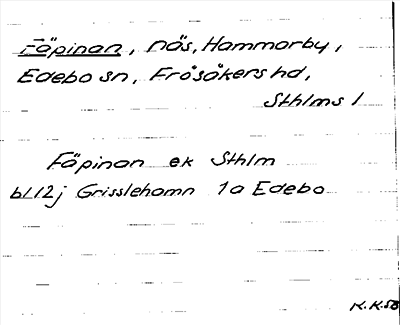 Fäpinan, näs, Hammarby,
Edebo sn, Frösåkers hd,
Sthlms l
Fäpinan ek Sthlm
bl 12j Grisslehamn 1a Edebo
K.K.58